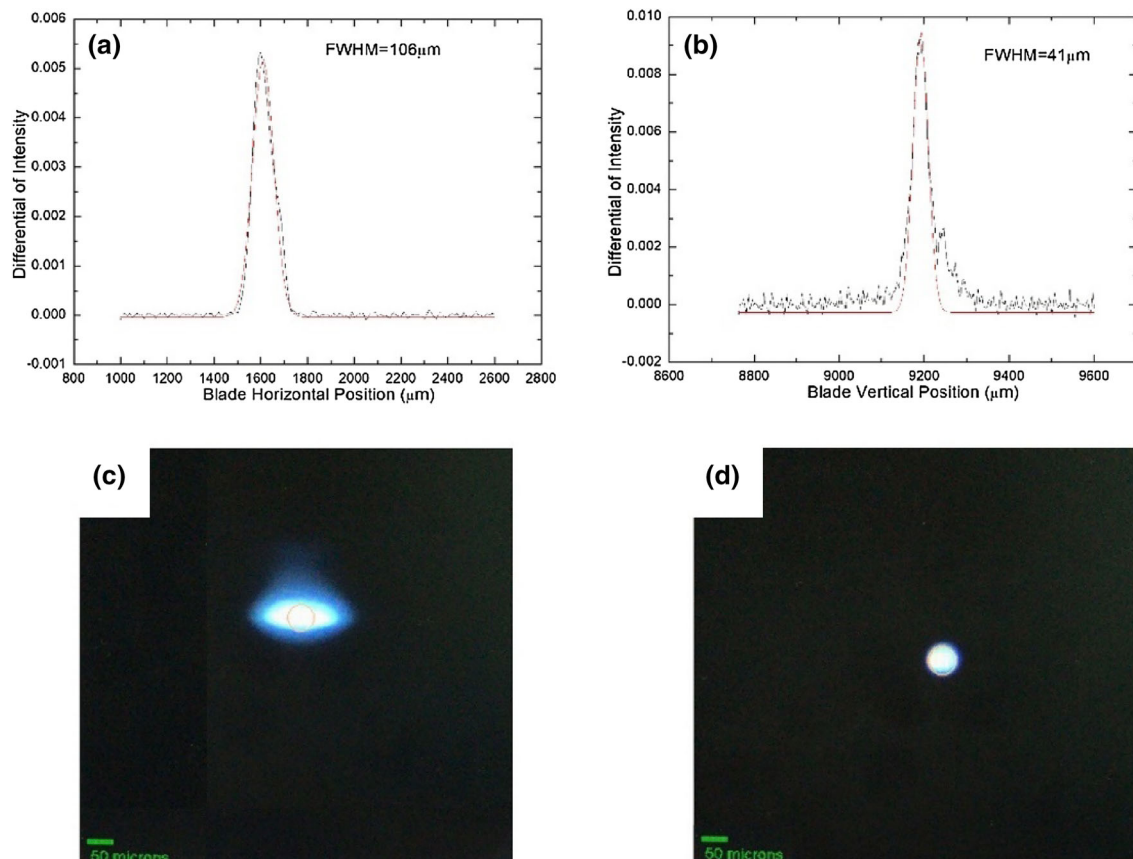 (a)
FWHM=106μm
Differential of Intensity
0.006
0.005
0.004
0.003
0.002
0.001
0.000
-0.001
800 1000 1200 1400 1600 1800 2000 2200 2400 2600 2800
Blade Horizontal Position (μm)
(b)
FWHM=41μm
Differential of Intensity
0.010
0.008
0.006
0.004
0.002
0.000
-0.002
8600 8800 9000 9200 9400 9600
Blade Vertical Position (μm)
(c)
50 microns
(d)
50 microns